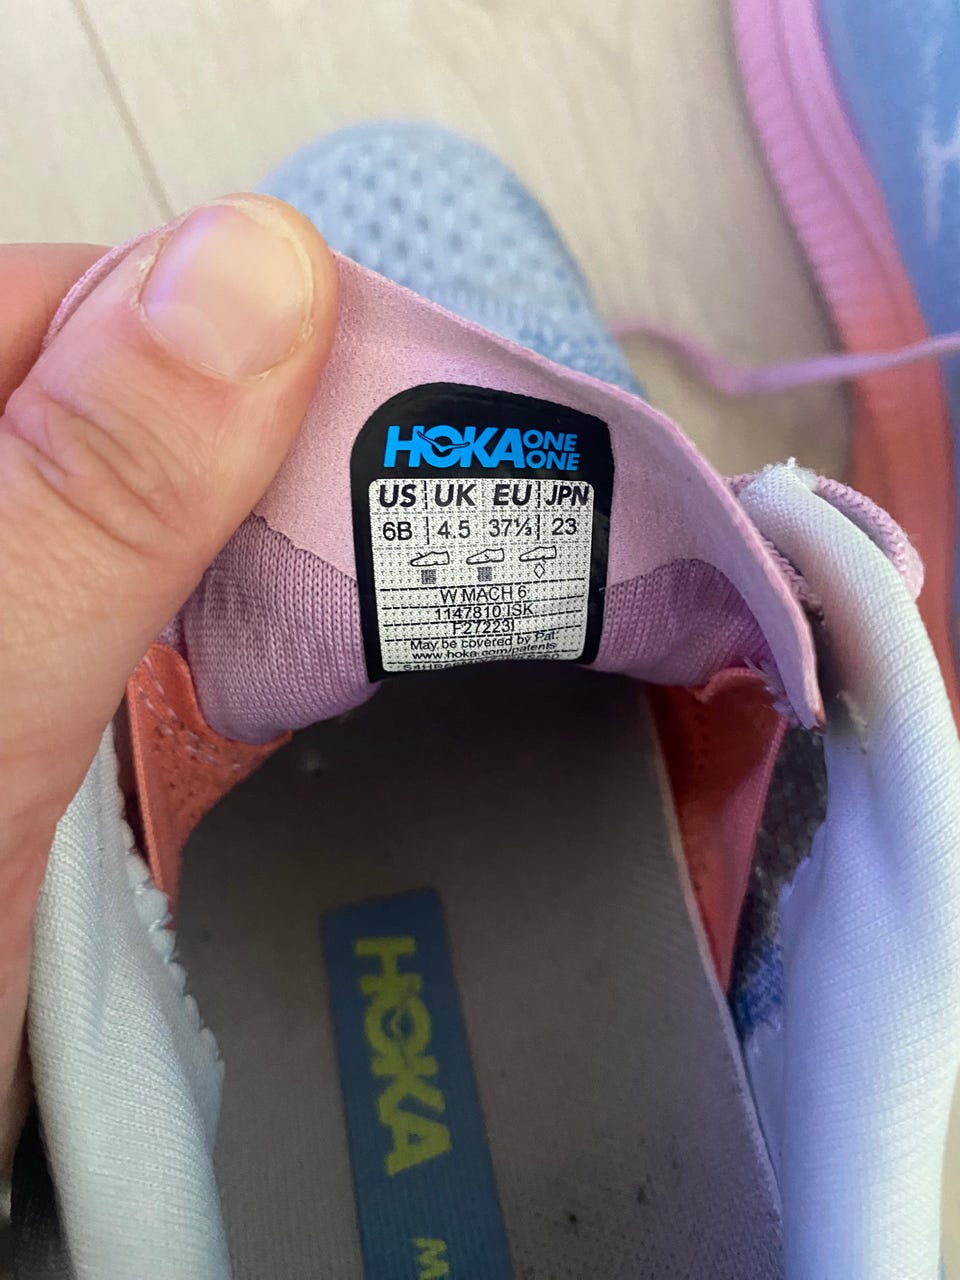 HOKA ONE ONE
US UK EU JPN
6B 4.5 37⅓ 23
W MACH 6
1147810 ISK
F27223I
May be covered by Pat.
www.hoka.com/patents
HOKA
M